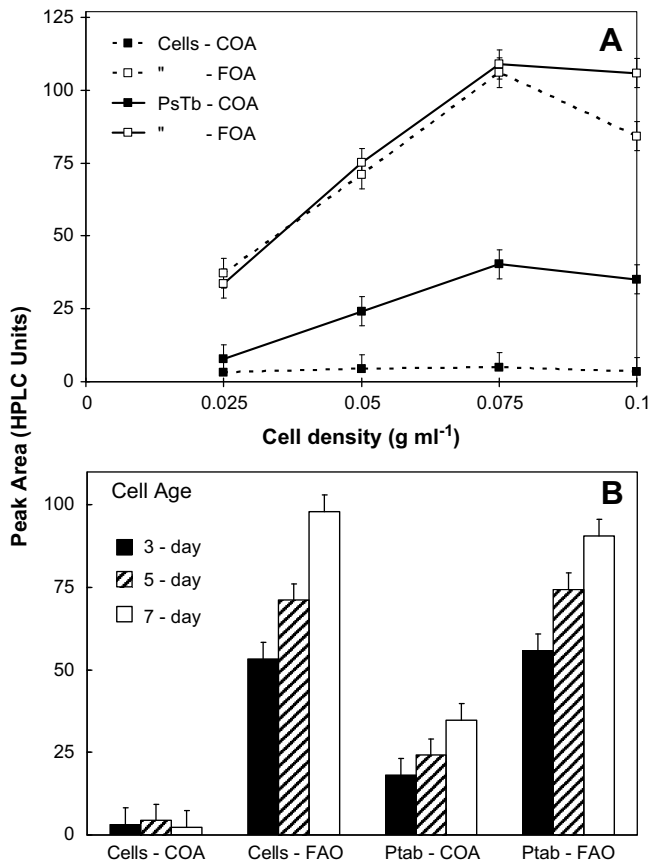 125
100
75
50
25
0
A
Cells - COA
" - FOA
PsTb - COA
" - FOA
0 0.025 0.05 0.075 0.1
Cell density (g ml⁻¹)
Peak Area (HPLC Units)
B
Cell Age
3 - day
5 - day
7 - day
100
75
50
25
0
Cells - COA Cells - FAO Ptab - COA Ptab - FAO